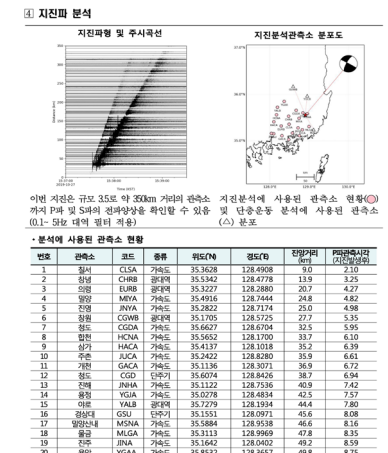 4 지진파 분석
지진파형 및 주시곡선
지진분석관측소 분포도
이번 지진은 규모 3.5로 약 350km 거리의 관측소
까지 P파 및 S파의 전파양상을 확인할 수 있음
(0.1~ 5Hz 대역 필터 적용)
지진분석에 사용된 관측소 현황(○)
및 단층운동 분석에 사용된 관측소
(△) 분포
• 분석에 사용된 관측소 현황
번호 관측소 코드 종류 위도(°N) 경도(°E) 진앙거리(km) P파관측시각(지진발생후)
1 칠서 CLSA 가속도 35.3628 128.4908 9.0 2.10
2 창녕 CHRB 광대역 35.5342 128.4778 13.9 3.25
3 의령 EURB 광대역 35.3227 128.2880 20.7 4.27
4 밀양 MIYA 가속도 35.4916 128.7444 24.8 4.82
5 진영 JNYA 가속도 35.2822 128.7174 25.0 4.98
6 창원 CGWB 광대역 35.1705 128.5725 27.7 5.35
7 청도 CGDA 가속도 35.6627 128.6704 32.5 5.95
8 합천 HCNA 가속도 35.5652 128.1700 33.7 6.10
9 삼가 HACA 가속도 35.4137 128.1018 35.2 6.39
10 주촌 JUCA 가속도 35.2422 128.8280 35.9 6.61
11 개천 GACA 가속도 35.1136 128.3071 36.9 6.72
12 청도 CGD 단주기 35.6074 128.8426 38.7 6.94
13 진해 JNHA 가속도 35.1122 128.7536 40.9 7.42
14 용정 YGJA 가속도 35.0278 128.4834 42.5 7.57
15 야로 YALB 광대역 35.7279 128.1934 44.4 7.80
16 경상대 GSU 단주기 35.1551 128.0971 45.6 8.08
17 밀양산내 MSNA 가속도 35.5884 128.9538 46.6 8.16
18 물금 MLGA 가속도 35.3113 128.9969 47.8 8.35
19 진주 JINA 가속도 35.1642 128.0402 49.2 8.59